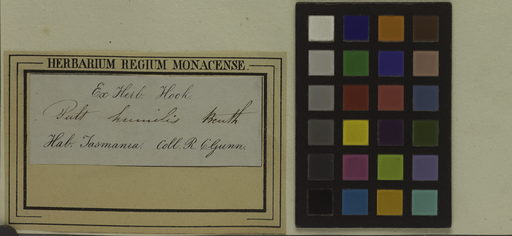 HERBARIUM REGIUM MONACENSE.
Ex Herb. Hook
Pult humilis Benth
Hab. Tasmania. Coll. R. C. Gunn.